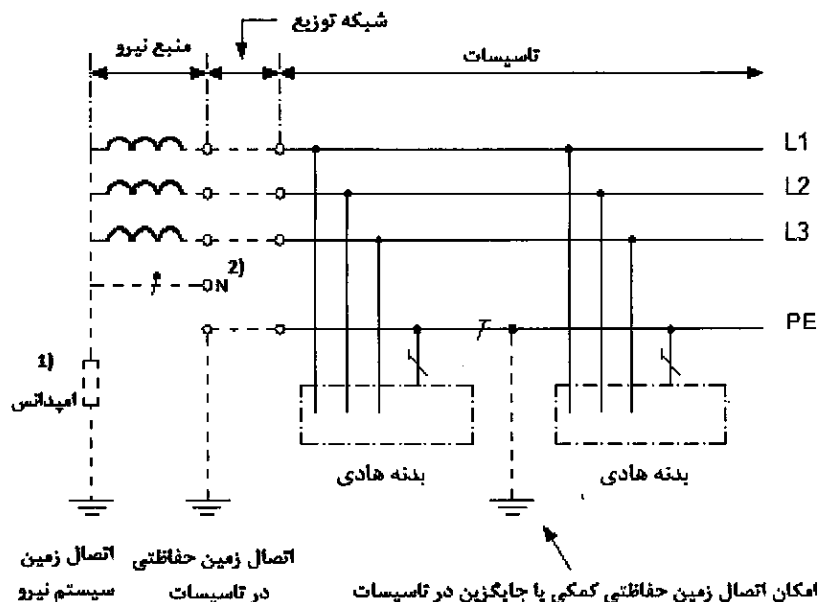 شبکه توزیع
منبع نیرو
تاسیسات
L1
L2
L3
2)
N
PE
1)
امپدانس
بدنه هادی
بدنه هادی
اتصال زمین
سیستم نیرو
اتصال زمین حفاظتی
در تاسیسات
امکان اتصال زمین حفاظتی کمکی یا جایگزین در تاسیسات